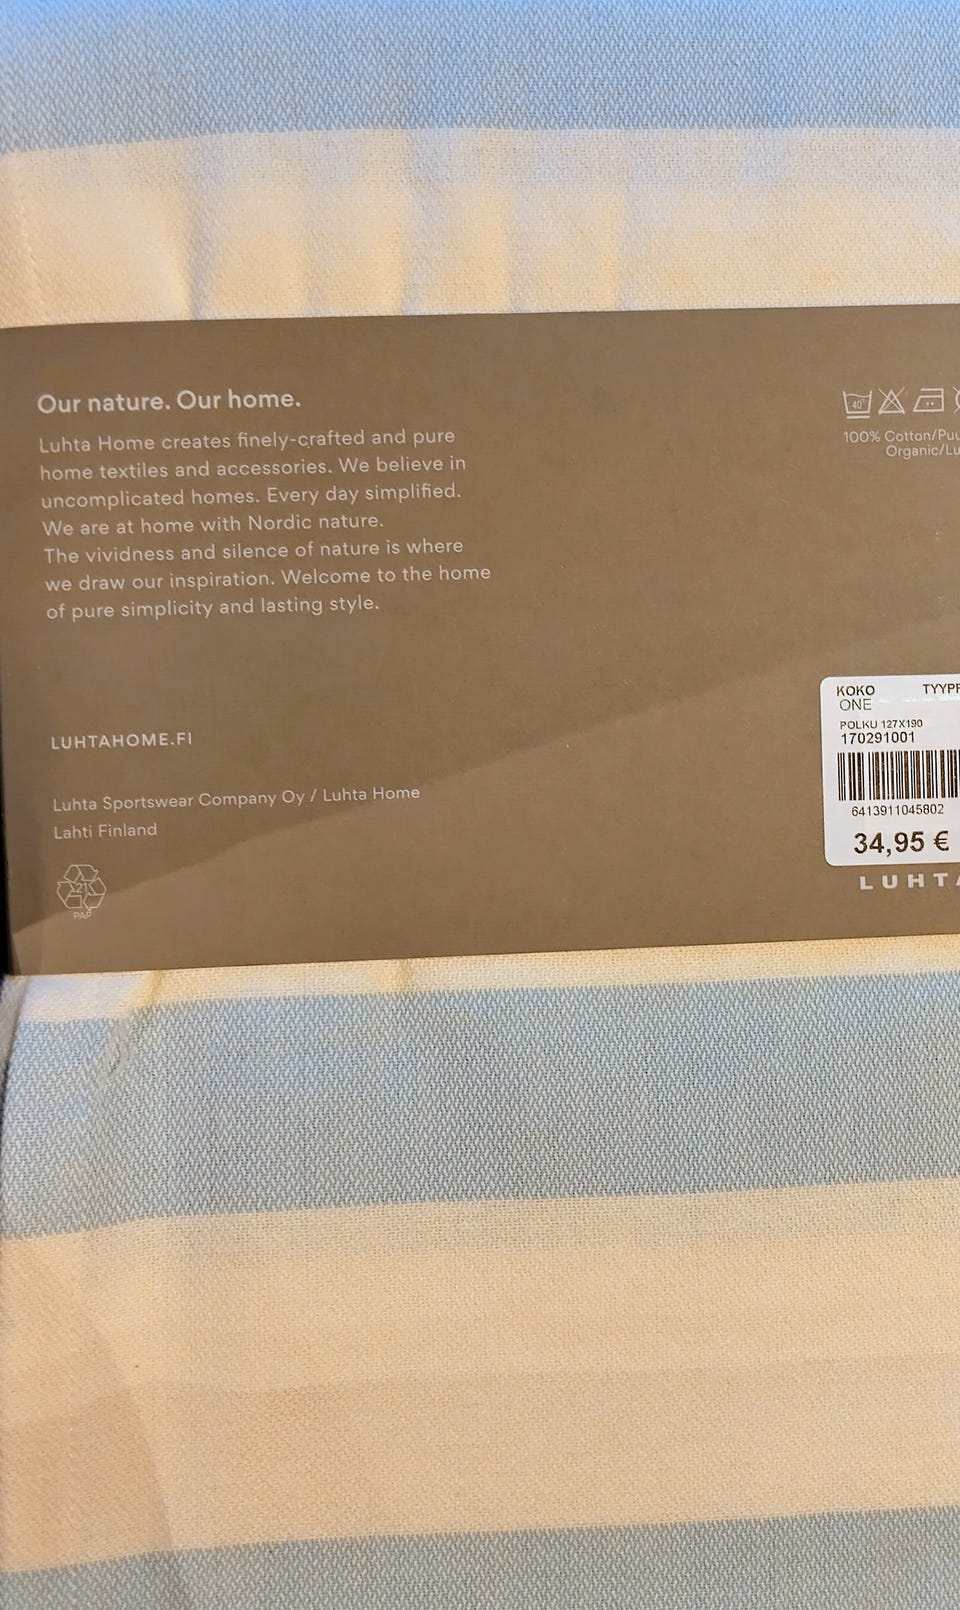 Our nature. Our home.
Luhta Home creates finely-crafted and pure
home textiles and accessories. We believe in
uncomplicated homes. Every day simplified.
We are at home with Nordic nature.
The vividness and silence of nature is where
we draw our inspiration. Welcome to the home
of pure simplicity and lasting style.
LUHTAHOME.FI
Luhta Sportswear Company Oy / Luhta Home
Lahti Finland
21
PAP
40°
100% Cotton/Puu
Organic/Lu
KOKO TYYP
ONE
POLKU 127X190
170291001
6413911045802
34,95 €
LUHT